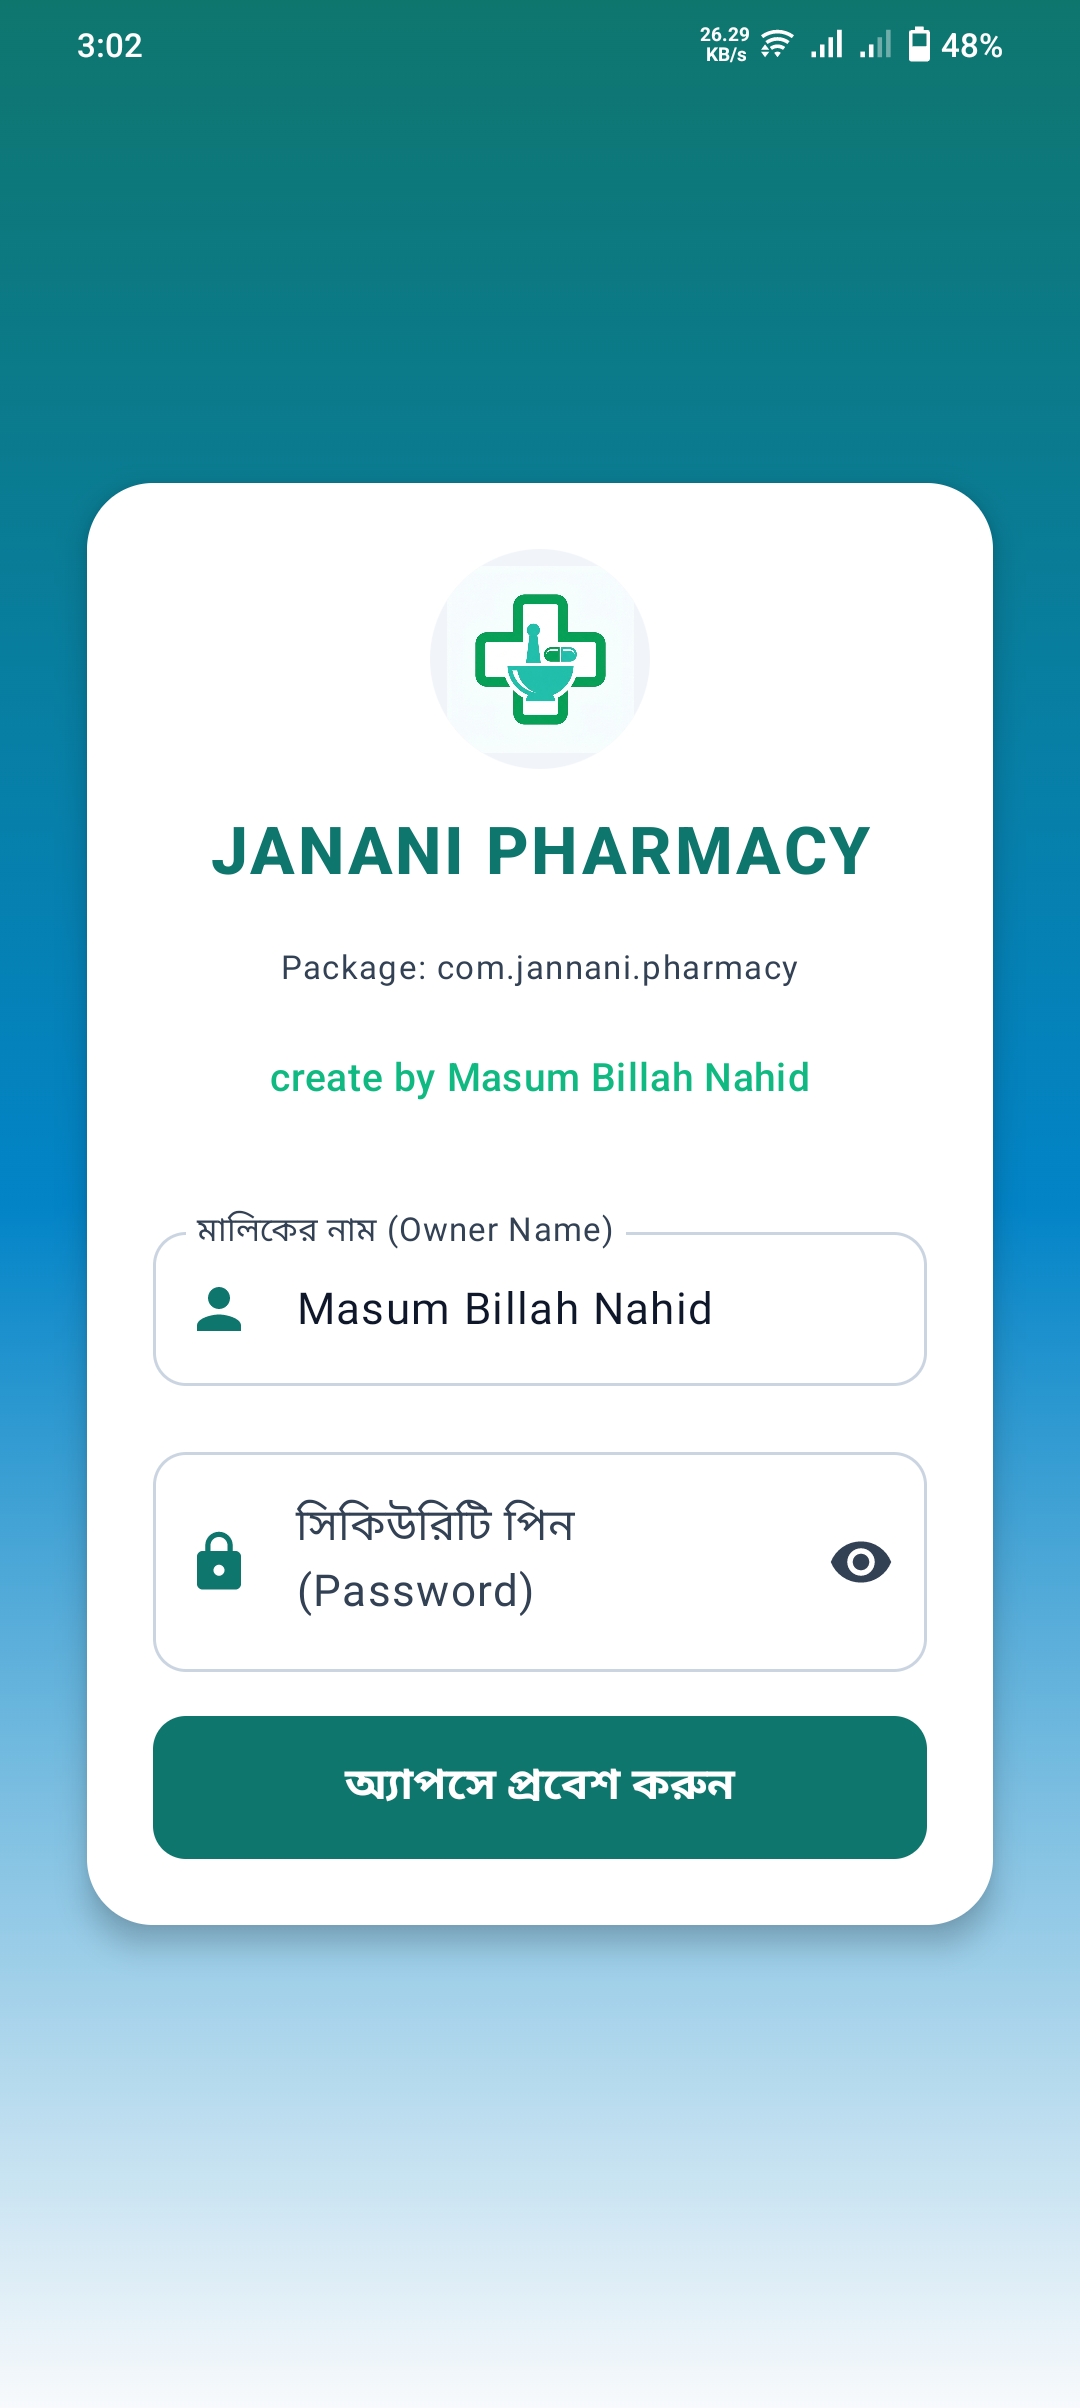 3:02
26.29
KB/s
48%
JANANI PHARMACY
Package: com.jannani.pharmacy
create by Masum Billah Nahid
মালিকের নাম (Owner Name)
Masum Billah Nahid
সিকিউরিটি পিন
(Password)
অ্যাপসে প্রবেশ করুন